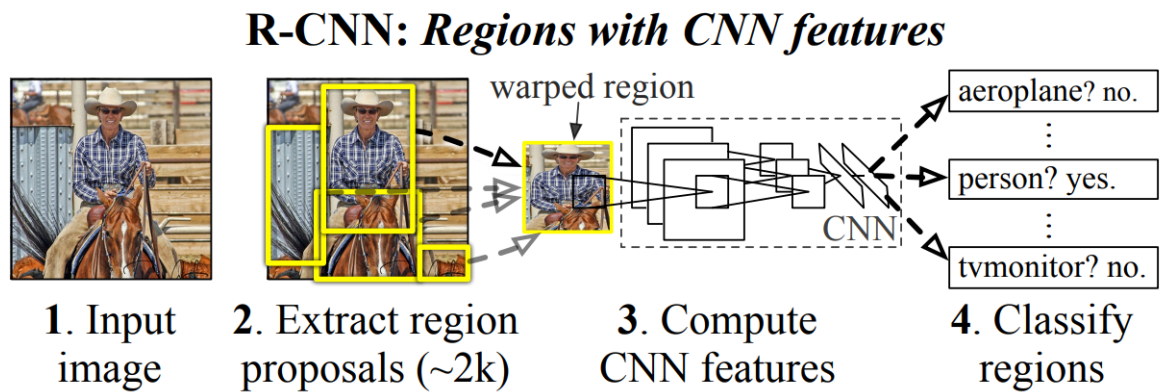 R-CNN: Regions with CNN features
warped region
aeroplane? no.
person? yes.
CNN
tvmonitor? no.
1. Input
image
2. Extract region
proposals (~2k)
3. Compute
CNN features
4. Classify
regions